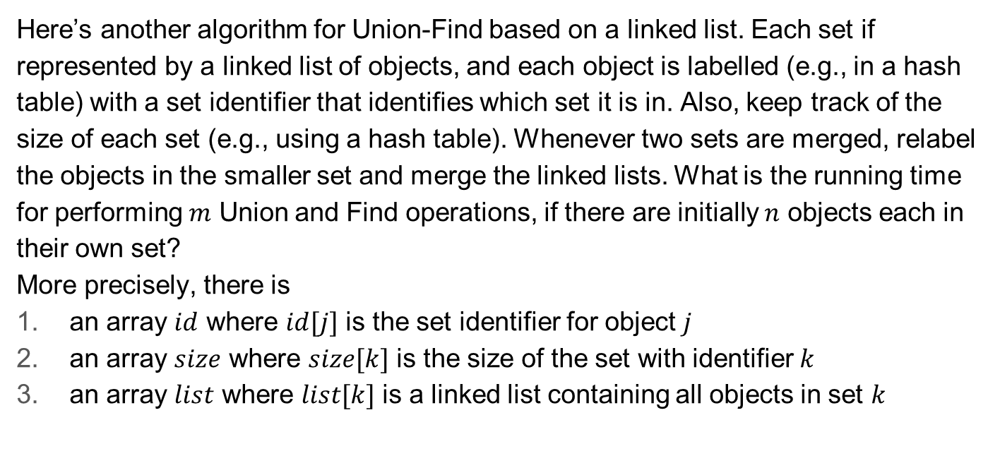 Here’s another algorithm for Union-Find based on a linked list. Each set if
represented by a linked list of objects, and each object is labelled (e.g., in a hash
table) with a set identifier that identifies which set it is in. Also, keep track of the
size of each set (e.g., using a hash table). Whenever two sets are merged, relabel
the objects in the smaller set and merge the linked lists. What is the running time
for performing m Union and Find operations, if there are initially n objects each in
their own set?
More precisely, there is
1. an array id where id[j] is the set identifier for object j
2. an array size where size[k] is the size of the set with identifier k
3. an array list where list[k] is a linked list containing all objects in set k